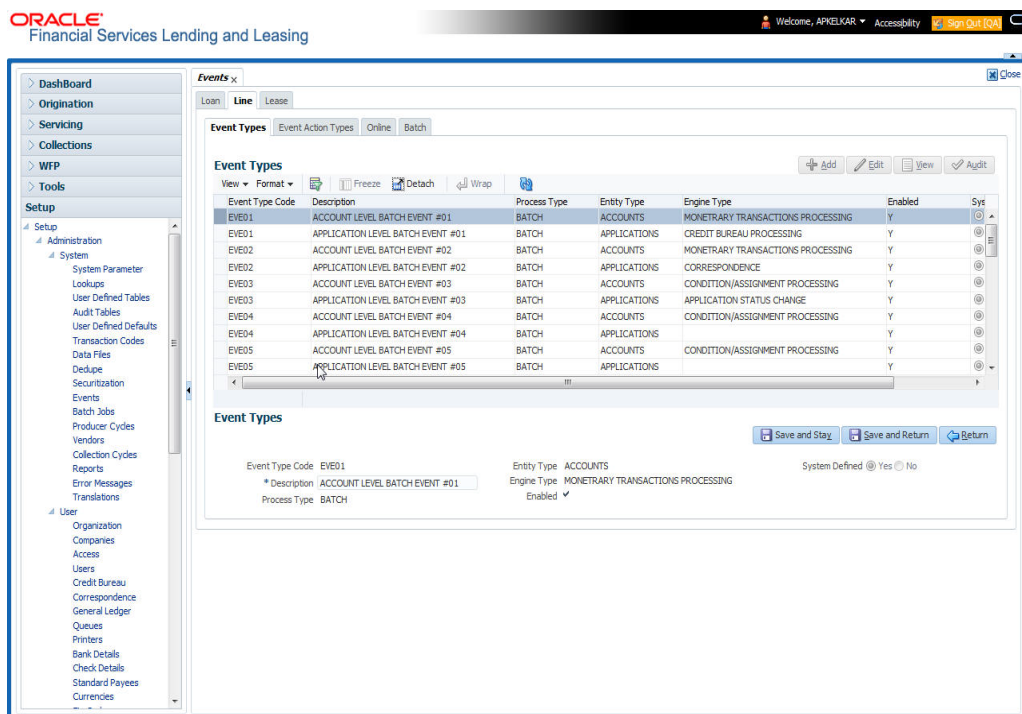 ORACLE
Financial Services Lending and Leasing
Welcome, APKELKAR Accessibility Sign Out [QA]
DashBoard
Origination
Servicing
Collections
WFP
Tools
Setup
Setup
Administration
System
System Parameter
Lookups
User Defined Tables
Audit Tables
User Defined Defaults
Transaction Codes
Data Files
Dedupe
Securitization
Events
Batch Jobs
Producer Cycles
Vendors
Collection Cycles
Reports
Error Messages
Translations
User
Organization
Companies
Access
Users
Credit Bureau
Correspondence
General Ledger
Queues
Printers
Bank Details
Check Details
Standard Payees
Currencies
Events x Close
Loan Line Lease
Event Types Event Action Types Online Batch
Event Types Add Edit View Audit
View Format Freeze Detach Wrap
Event Type Code Description Process Type Entity Type Engine Type Enabled Sys
EVE01 ACCOUNT LEVEL BATCH EVENT #01 BATCH ACCOUNTS MONETRARY TRANSACTIONS PROCESSING Y
EVE01 APPLICATION LEVEL BATCH EVENT #01 BATCH APPLICATIONS CREDIT BUREAU PROCESSING Y
EVE02 ACCOUNT LEVEL BATCH EVENT #02 BATCH ACCOUNTS MONETRARY TRANSACTIONS PROCESSING Y
EVE02 APPLICATION LEVEL BATCH EVENT #02 BATCH APPLICATIONS CORRESPONDENCE Y
EVE03 ACCOUNT LEVEL BATCH EVENT #03 BATCH ACCOUNTS CONDITION/ASSIGNMENT PROCESSING Y
EVE03 APPLICATION LEVEL BATCH EVENT #03 BATCH APPLICATIONS APPLICATION STATUS CHANGE Y
EVE04 ACCOUNT LEVEL BATCH EVENT #04 BATCH ACCOUNTS CONDITION/ASSIGNMENT PROCESSING Y
EVE04 APPLICATION LEVEL BATCH EVENT #04 BATCH APPLICATIONS Y
EVE05 ACCOUNT LEVEL BATCH EVENT #05 BATCH ACCOUNTS CONDITION/ASSIGNMENT PROCESSING Y
EVE05 APPLICATION LEVEL BATCH EVENT #05 BATCH APPLICATIONS Y
Event Types
Save and Stay Save and Return Return
Event Type Code EVE01 Entity Type ACCOUNTS System Defined Yes No
* Description ACCOUNT LEVEL BATCH EVENT #01 Engine Type MONETRARY TRANSACTIONS PROCESSING
Process Type BATCH Enabled